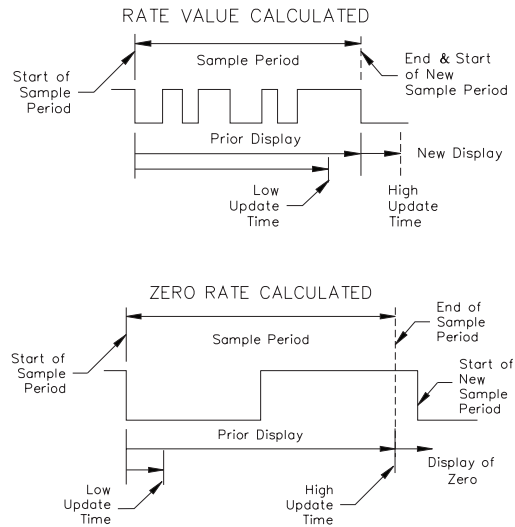 RATE VALUE CALCULATED
Sample Period
Start of
Sample
Period
End & Start
of New
Sample Period
Prior Display
New Display
Low
Update
Time
High
Update
Time
ZERO RATE CALCULATED
End of
Sample
Period
Sample Period
Start of
Sample
Period
Start of
New
Sample
Period
Prior Display
Display of
Zero
Low
Update
Time
High
Update
Time